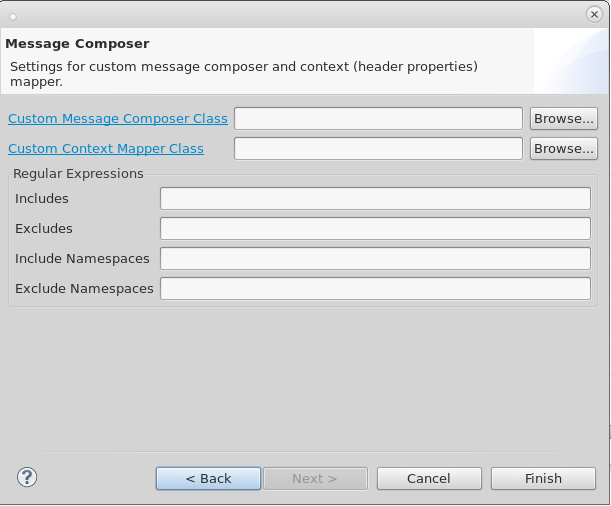 Message Composer
Settings for custom message composer and context (header properties)
mapper.
Custom Message Composer Class Browse...
Custom Context Mapper Class Browse...
Regular Expressions
Includes
Excludes
Include Namespaces
Exclude Namespaces
? < Back Next > Cancel Finish